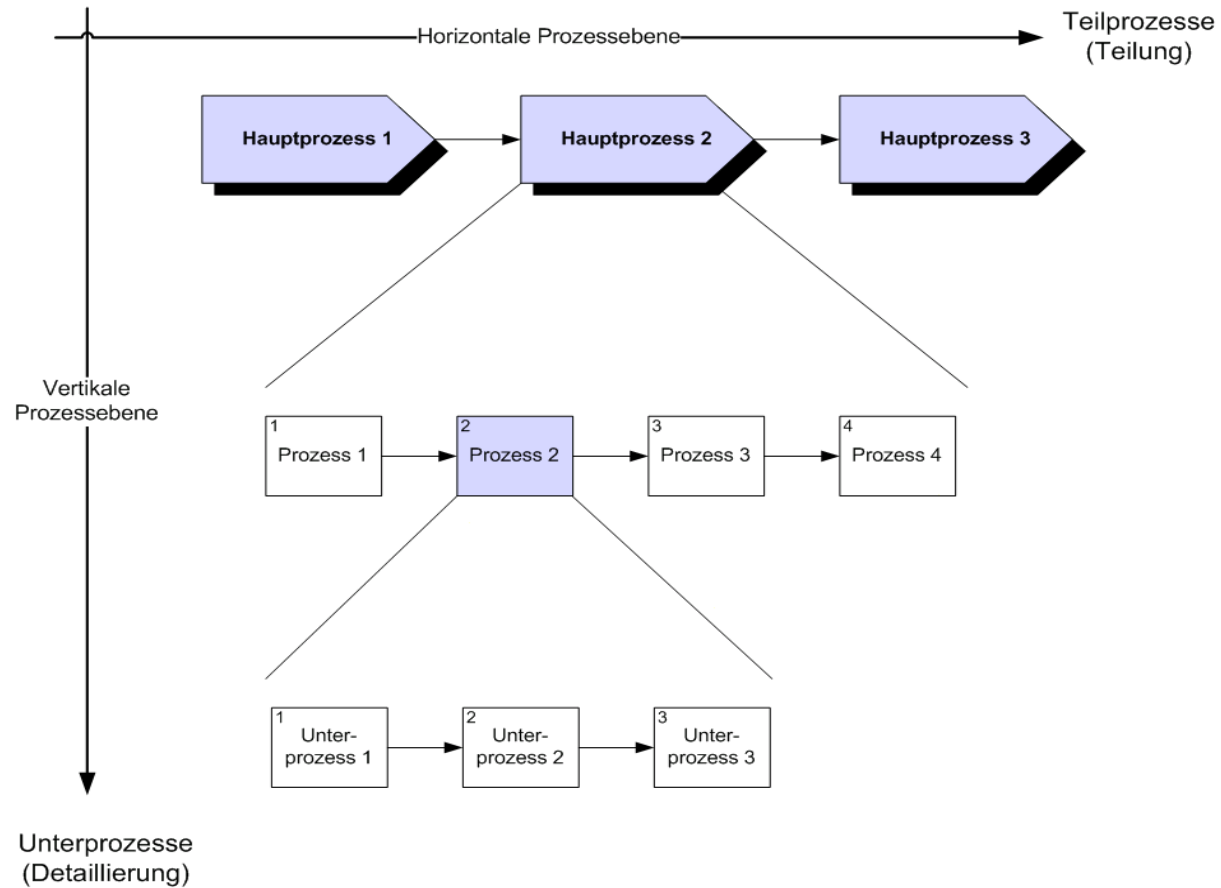 Horizontale Prozessebene
Teilprozesse
(Teilung)
Hauptprozess 1
Hauptprozess 2
Hauptprozess 3
Vertikale
Prozessebene
1
Prozess 1
2
Prozess 2
3
Prozess 3
4
Prozess 4
1
Unter-
prozess 1
2
Unter-
prozess 2
3
Unter-
prozess 3
Unterprozesse
(Detaillierung)